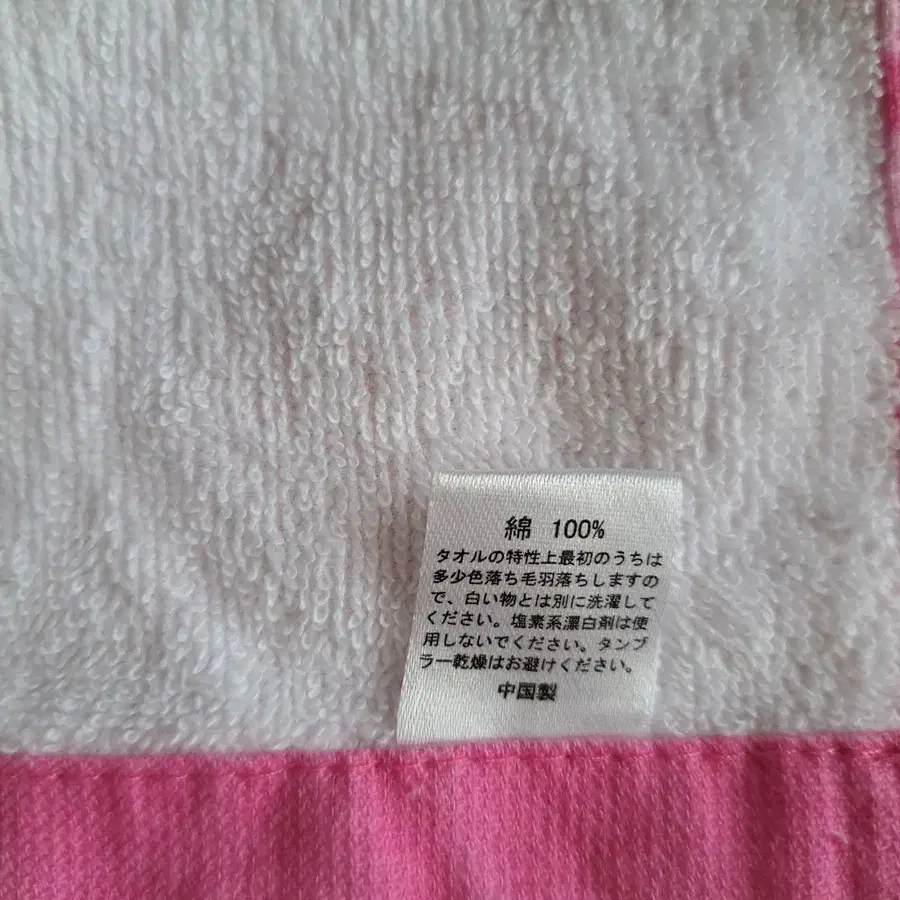 綿 100%
タオルの特性上最初のうちは
多少色落ち毛羽落ちしますの
で、白い物とは別に洗濯して
ください。塩素系漂白剤は使
用しないでください。タンブ
ラー乾燥はお避けください。
中国製